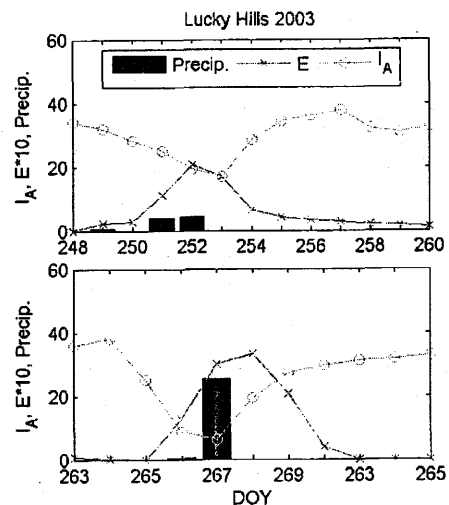 Lucky Hills 2003
Precip. E I_A
60
40
20
0
I_A, E*10, Precip.
248 250 252 254 256 258 260
60
40
20
0
I_A, E*10, Precip.
263 265 267 269 263 265
DOY